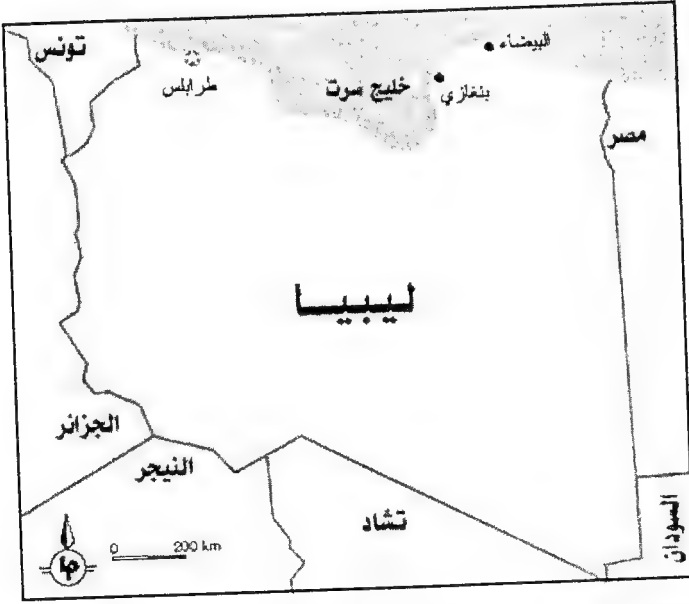 تونس
البيضاء
طرابلس
خليج سرت
بنغازي
مصر
ليبيا
الجزائر
النيجر
تشاد
السودان
0 200 km